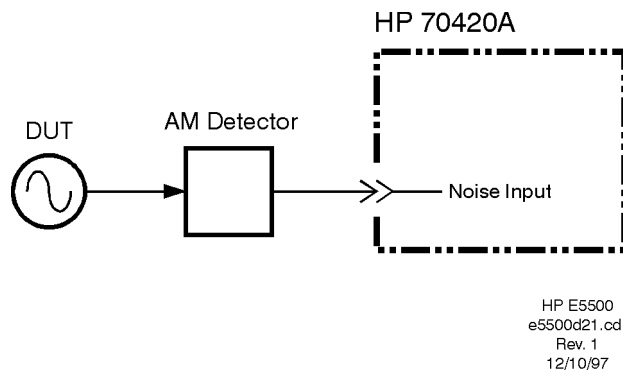 HP 70420A
DUT
AM Detector
Noise Input
HP E5500
e5500d21.cd
Rev. 1
12/10/97